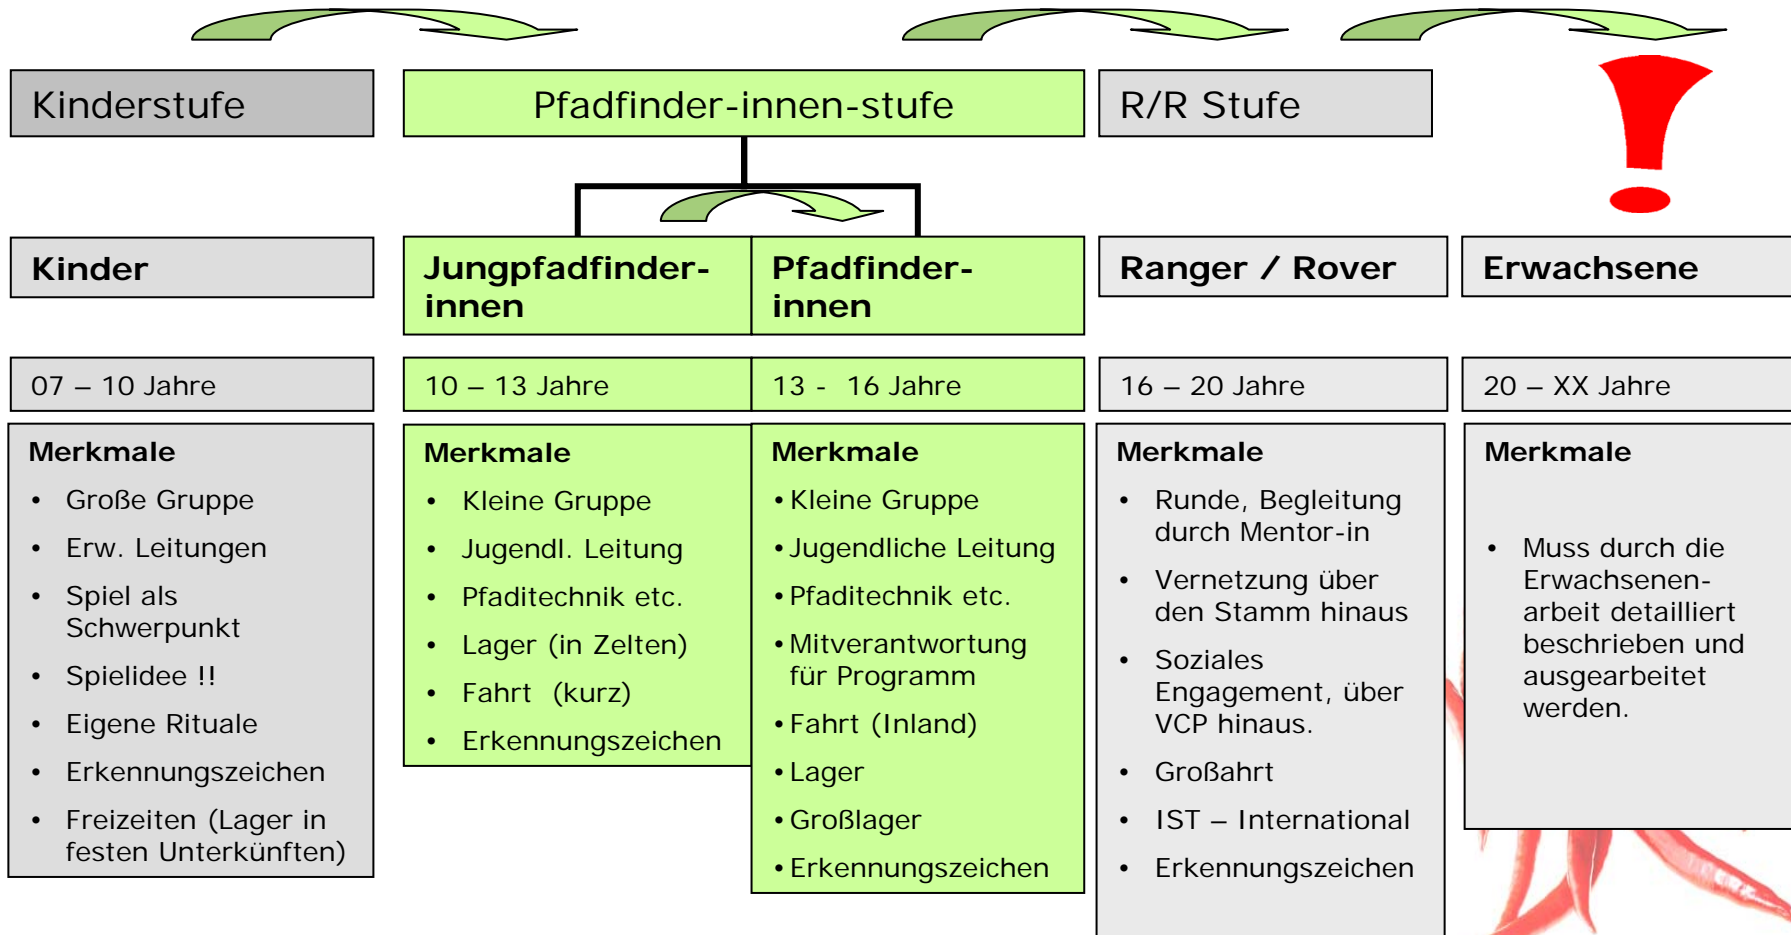 Kinderstufe
Pfadfinder-innen-stufe
R/R Stufe
Kinder
Jungpfadfinder-
innen
Pfadfinder-
innen
Ranger / Rover
Erwachsene
07 – 10 Jahre
10 – 13 Jahre
13 - 16 Jahre
16 – 20 Jahre
20 – XX Jahre
Merkmale
• Große Gruppe
• Erw. Leitungen
• Spiel als
Schwerpunkt
• Spielidee !!
• Eigene Rituale
• Erkennungszeichen
• Freizeiten (Lager in
festen Unterkünften)
Merkmale
• Kleine Gruppe
• Jugendl. Leitung
• Pfaditechnik etc.
• Lager (in Zelten)
• Fahrt (kurz)
• Erkennungszeichen
Merkmale
• Kleine Gruppe
• Jugendliche Leitung
• Pfaditechnik etc.
• Mitverantwortung
für Programm
• Fahrt (Inland)
• Lager
• Großlager
• Erkennungszeichen
Merkmale
• Runde, Begleitung
durch Mentor-in
• Vernetzung über
den Stamm hinaus
• Soziales
Engagement, über
VCP hinaus.
• Großahrt
• IST – International
• Erkennungszeichen
Merkmale
• Muss durch die
Erwachsenen-
arbeit detailliert
beschrieben und
ausgearbeitet
werden.